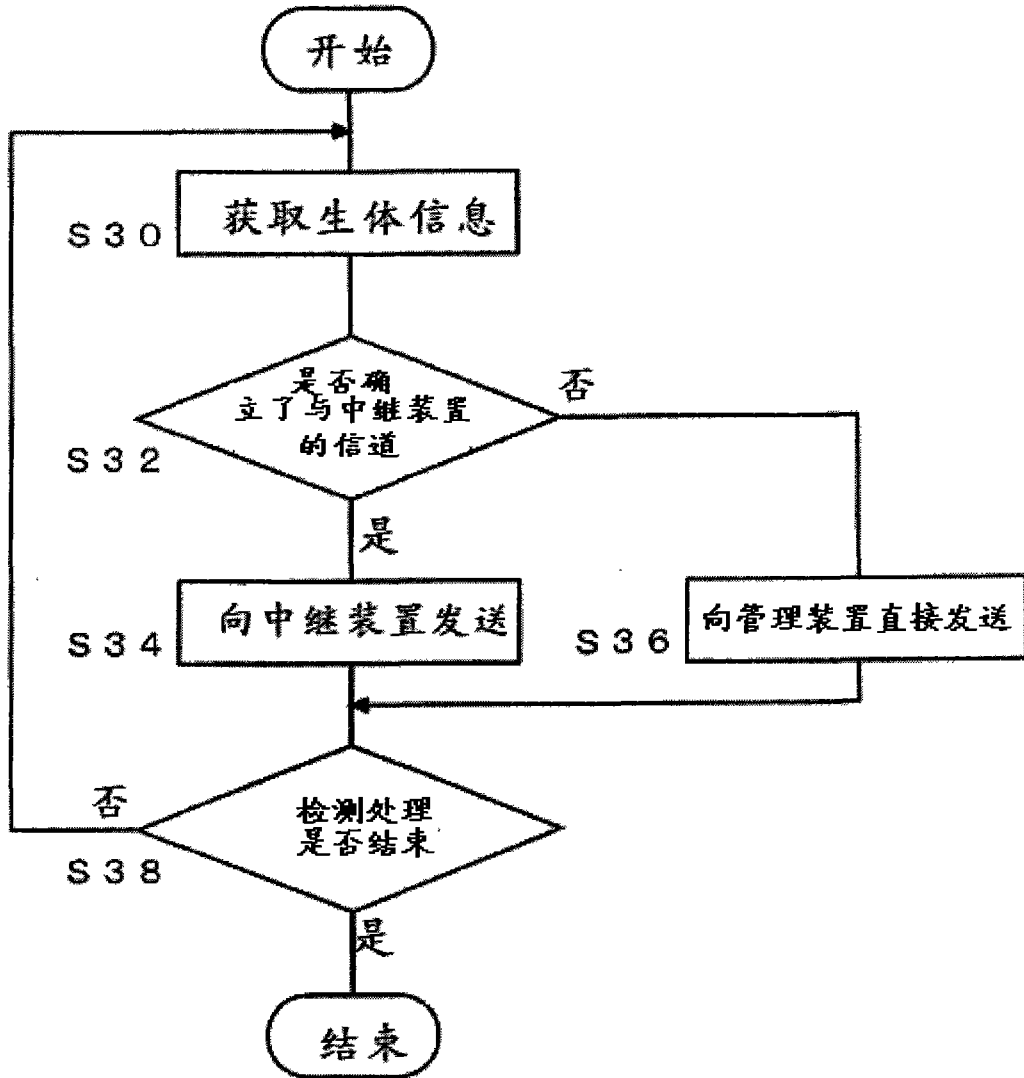 开始
获取生体信息
S30
是否确
立了与中继装置
的信道
否
S32
是
向中继装置发送
S34
向管理装置直接发送
S36
否
检测处理
是否结束
S38
是
结束